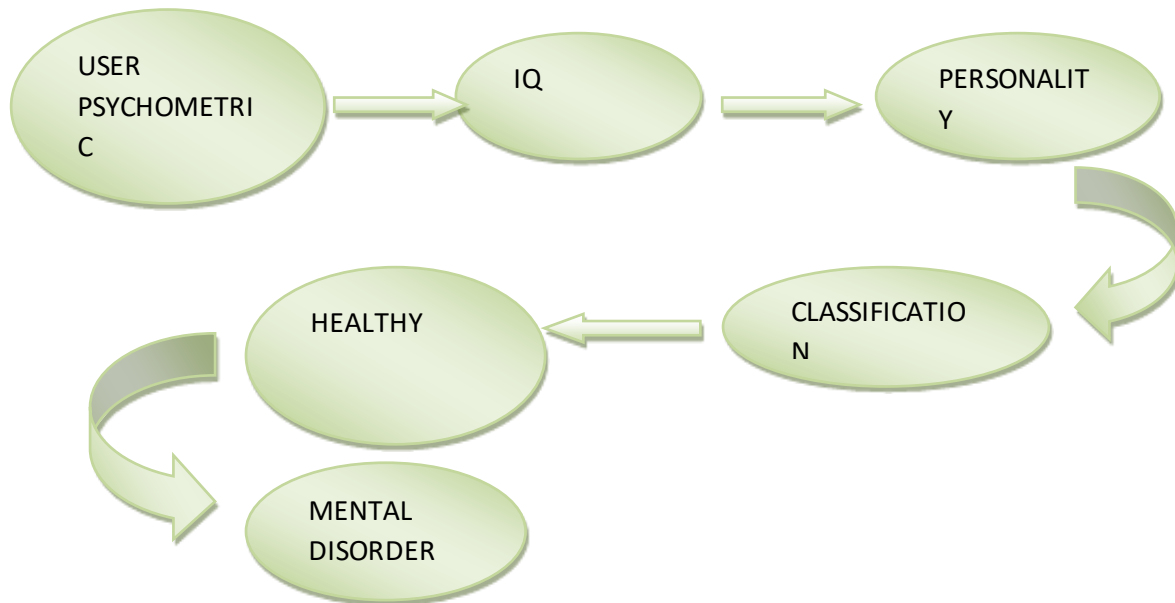 USER
PSYCHOMETRI
C
IQ
PERSONALIT
Y
CLASSIFICATIO
N
HEALTHY
MENTAL
DISORDER